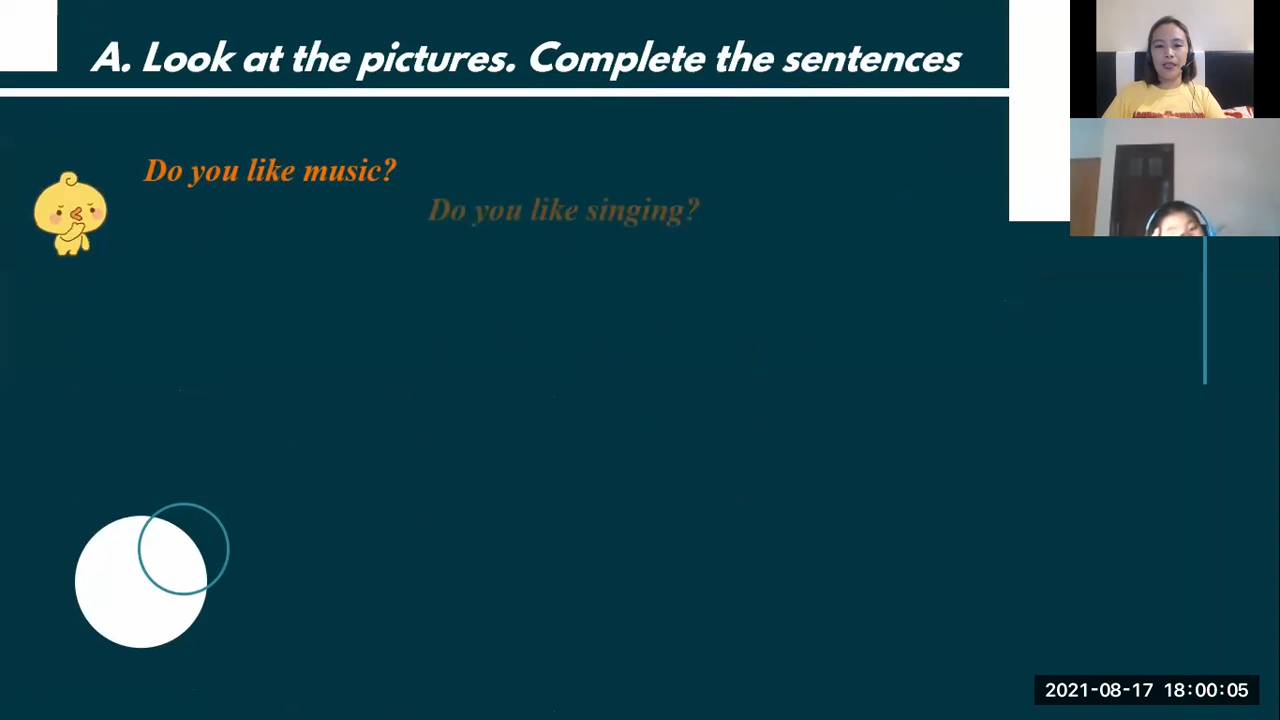 A. Look at the pictures. Complete the sentences
Do you like music?
Do you like singing?
2021-08-17 18:00:05